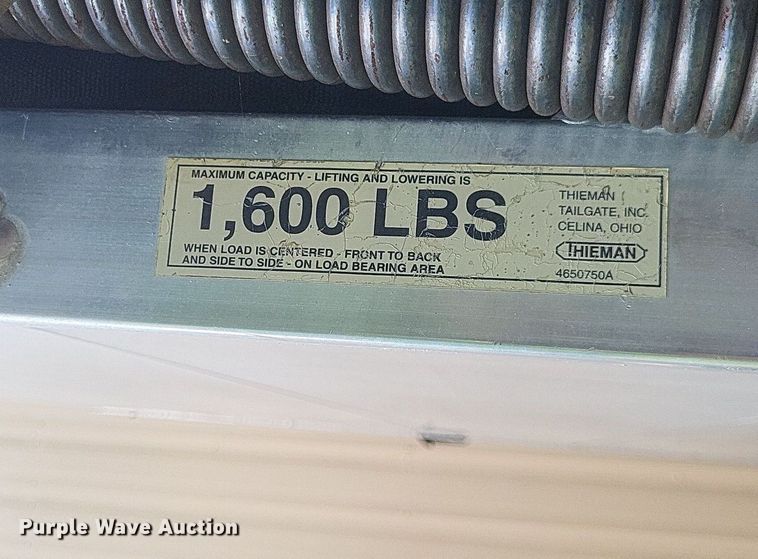 MAXIMUM CAPACITY - LIFTING AND LOWERING IS
1,600 LBS
WHEN LOAD IS CENTERED - FRONT TO BACK
AND SIDE TO SIDE - ON LOAD BEARING AREA
THIEMAN
TAILGATE, INC.
CELINA, OHIO
THIEMAN
4650750A
Purple Wave Auction